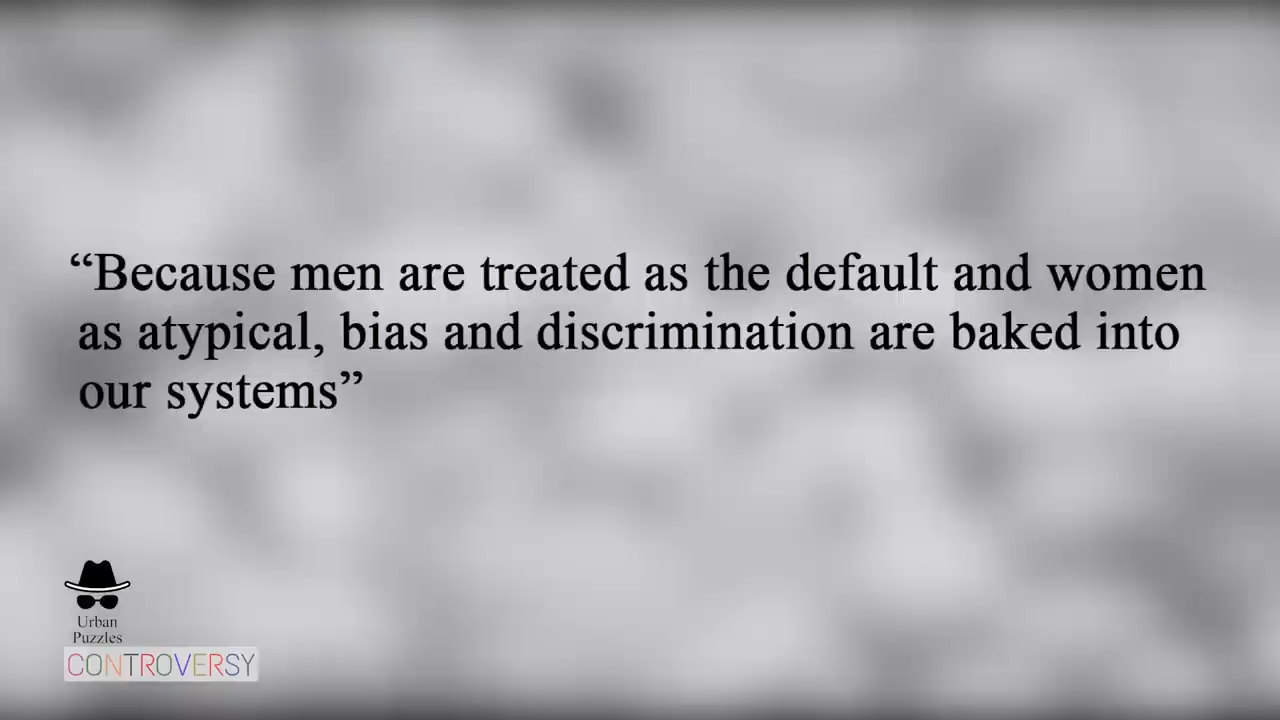 “Because men are treated as the default and women
as atypical, bias and discrimination are baked into
our systems”
Urban
Puzzles
CONTROVERSY